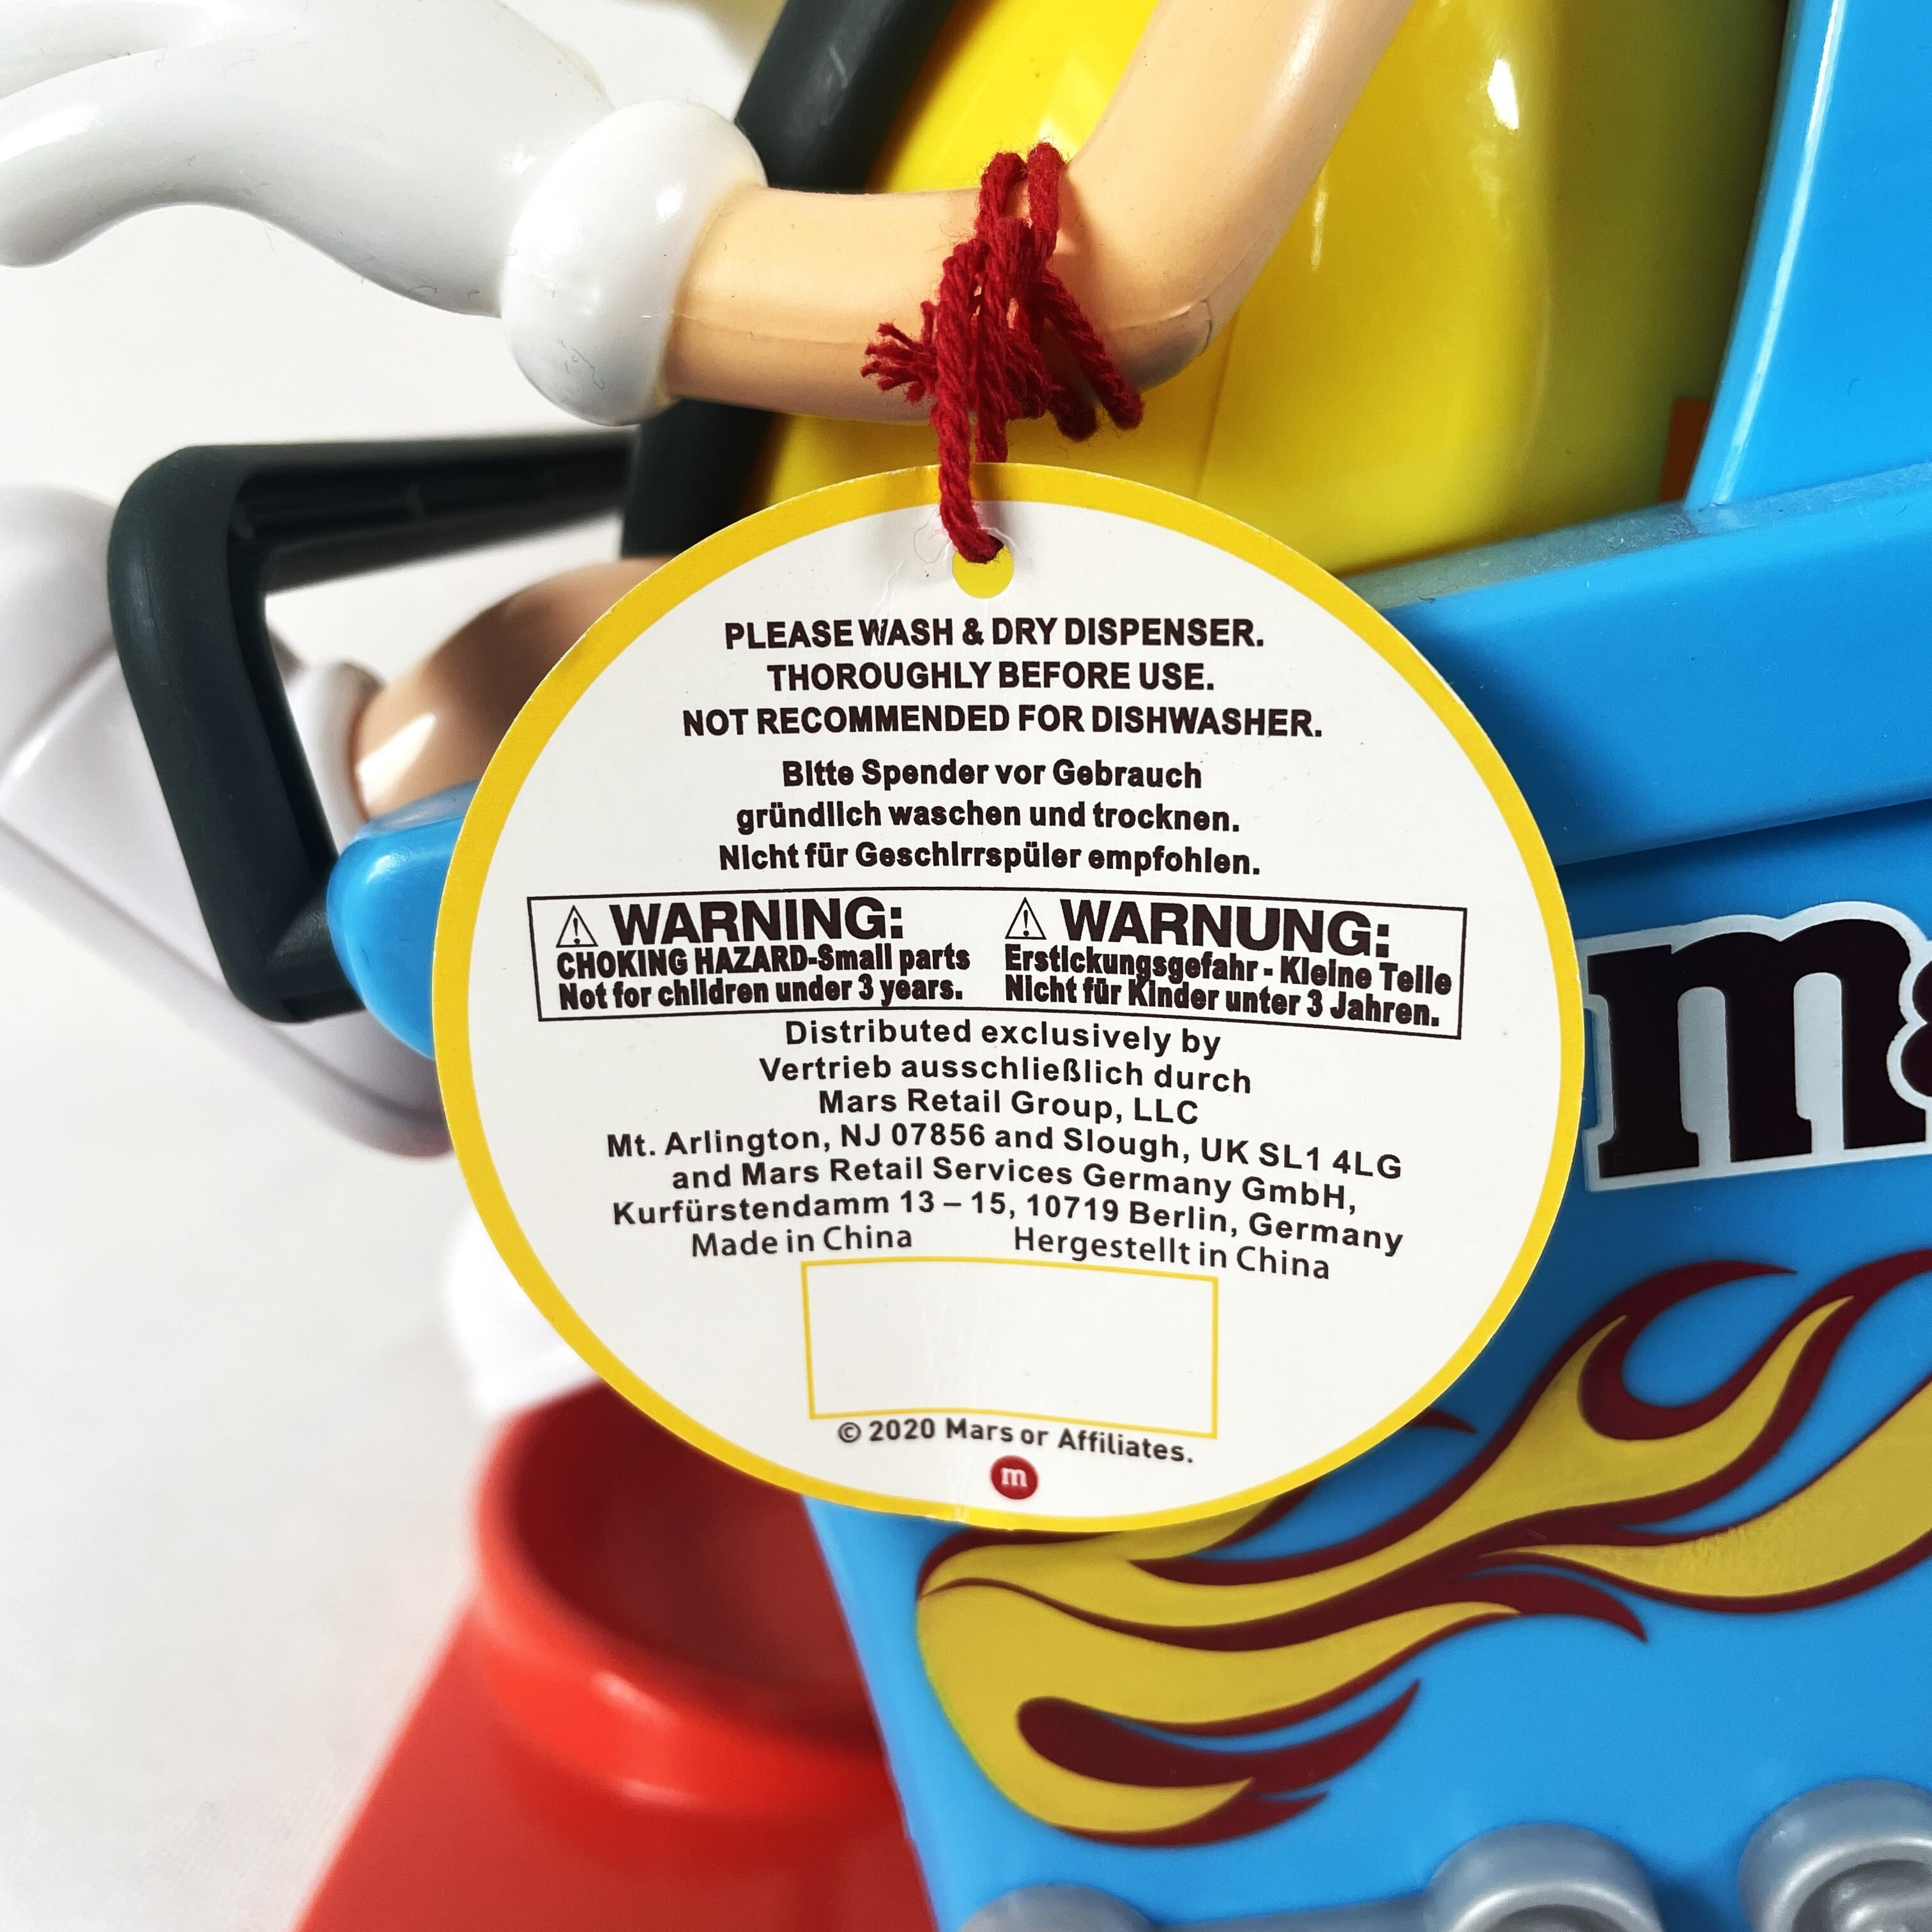 PLEASE WASH & DRY DISPENSER.
THOROUGHLY BEFORE USE.
NOT RECOMMENDED FOR DISHWASHER.
Bitte Spender vor Gebrauch
gründlich waschen und trocknen.
Nicht für Geschirrspüler empfohlen.
⚠ WARNING:
CHOKING HAZARD-Small parts
Not for children under 3 years.
⚠ WARNUNG:
Erstickungsgefahr - Kleine Teile
Nicht für Kinder unter 3 Jahren.
Distributed exclusively by
Vertrieb ausschließlich durch
Mars Retail Group, LLC
Mt. Arlington, NJ 07856 and Slough, UK SL1 4LG
and Mars Retail Services Germany GmbH,
Kurfürstendamm 13 – 15, 10719 Berlin, Germany
Made in China Hergestellt in China
© 2020 Mars or Affiliates.
m
m